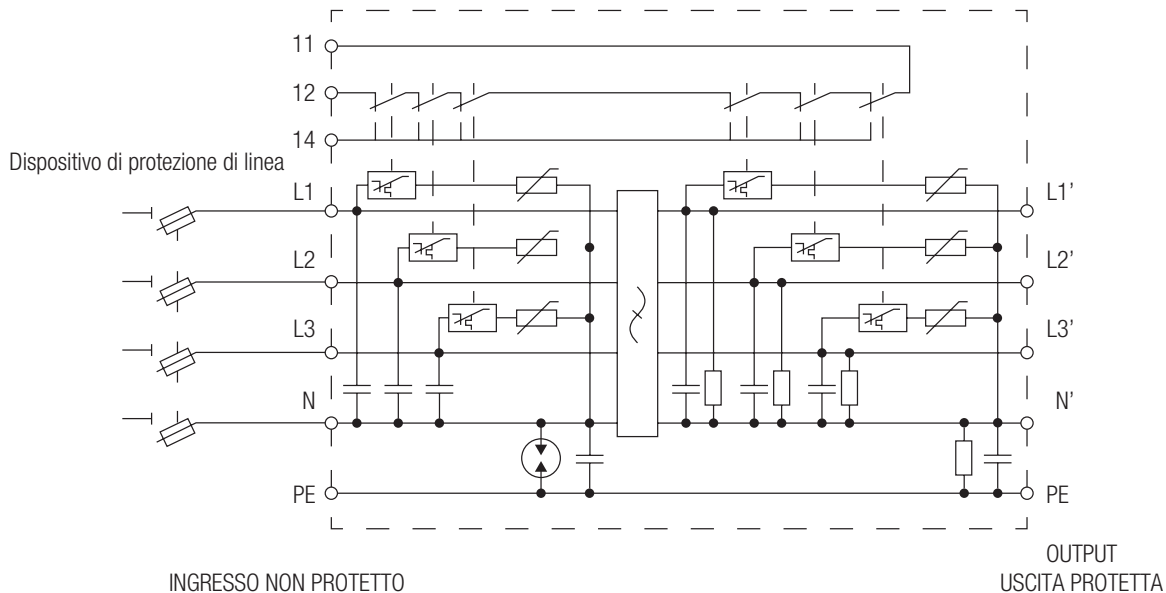 11
12
14
Dispositivo di protezione di linea
L1
L1’
L2
L2’
L3
L3’
N
N’
PE
PE
OUTPUT
INGRESSO NON PROTETTO
USCITA PROTETTA